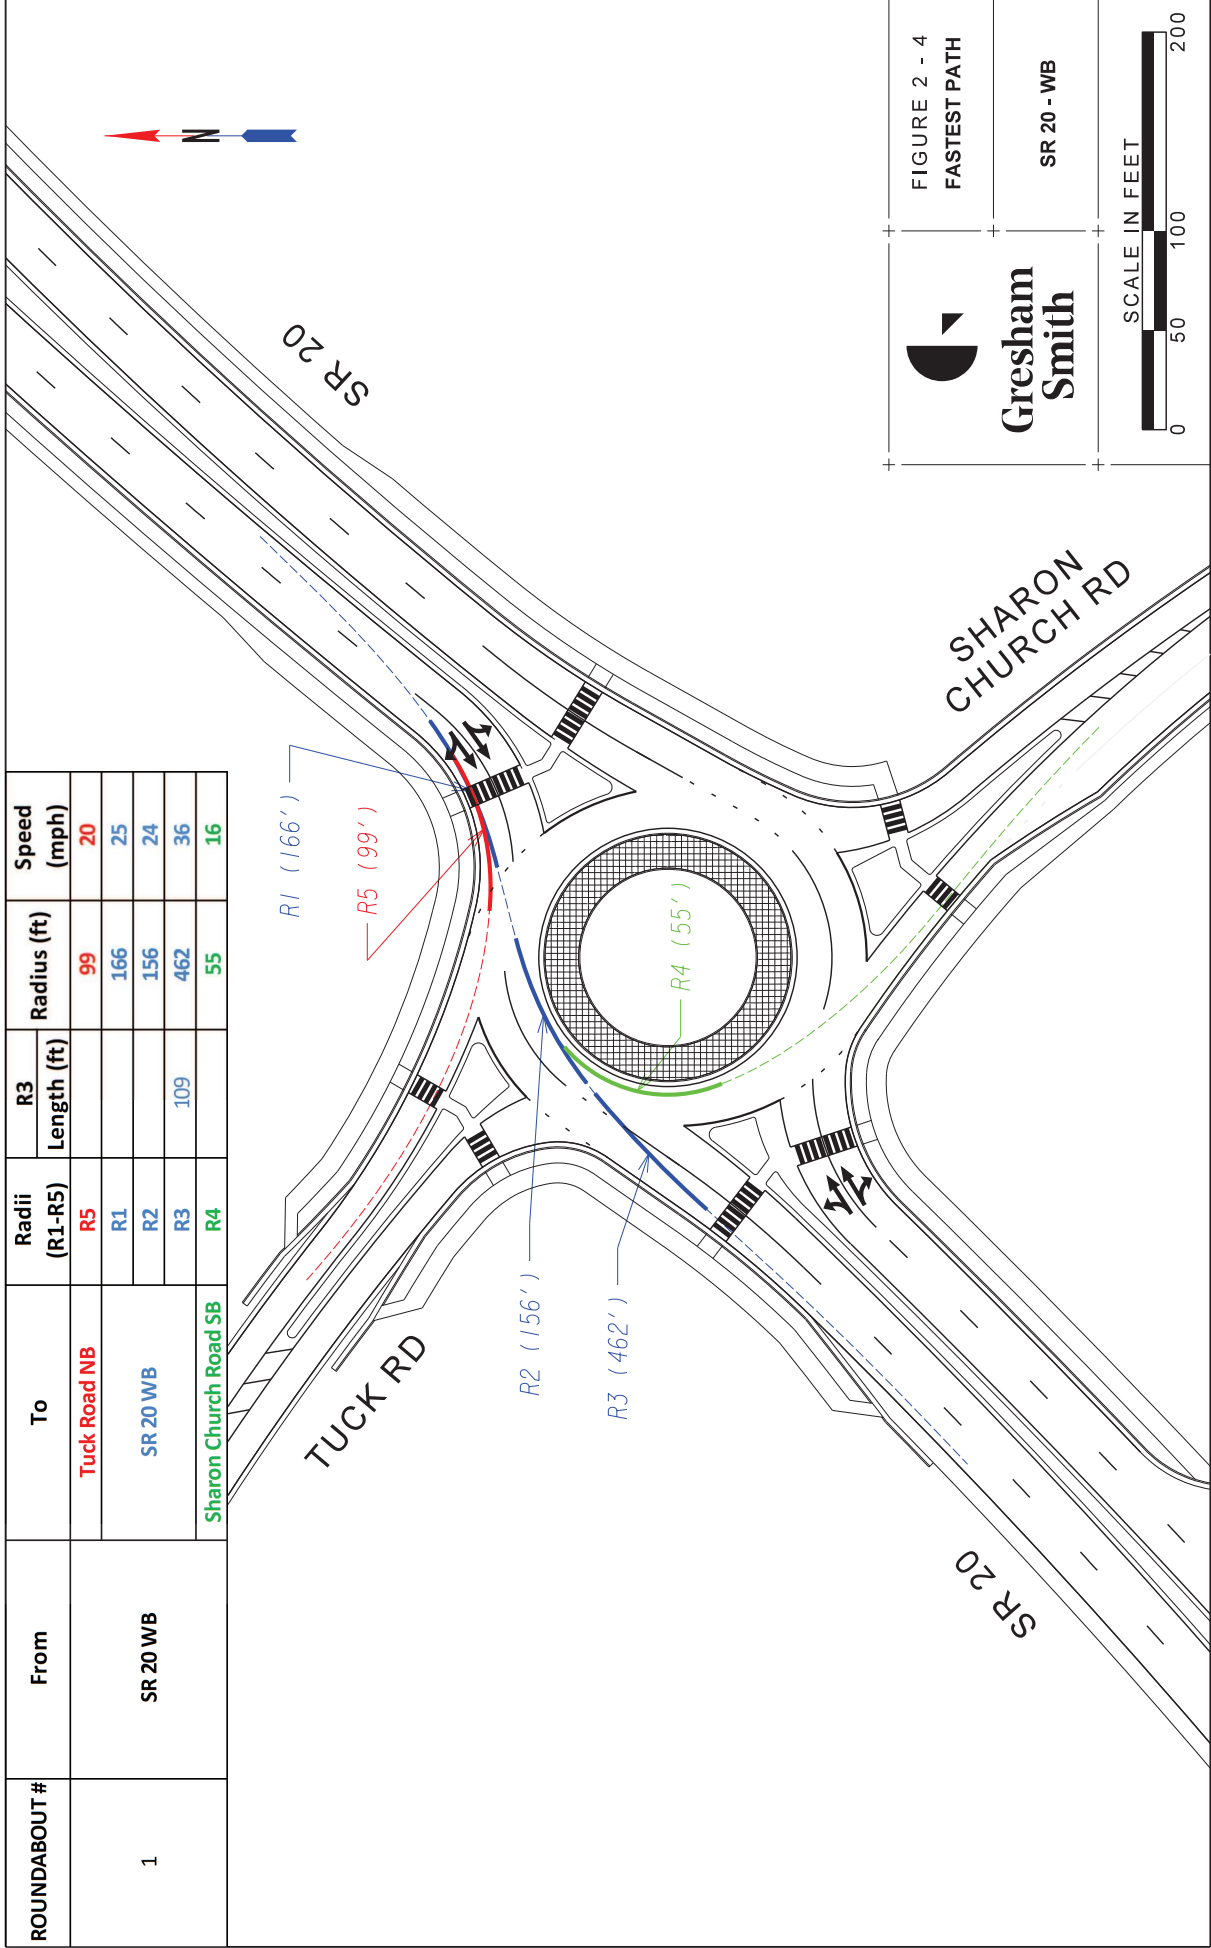 ROUNDABOUT # From To Radii (R1-R5) R3 Length (ft) Radius (ft) Speed (mph)
1 SR 20 WB Tuck Road NB R5 99 20
SR 20 WB R1 166 25
R2 156 24
R3 109 462 36
Sharon Church Road SB R4 55 16
N
SR 20
R1 (166')
R5 (99')
R4 (55')
R2 (156')
R3 (462')
TUCK RD
SHARON
CHURCH RD
SR 20
Gresham
Smith
FIGURE 2 - 4
FASTEST PATH
SR 20 - WB
SCALE IN FEET
0 50 100 200